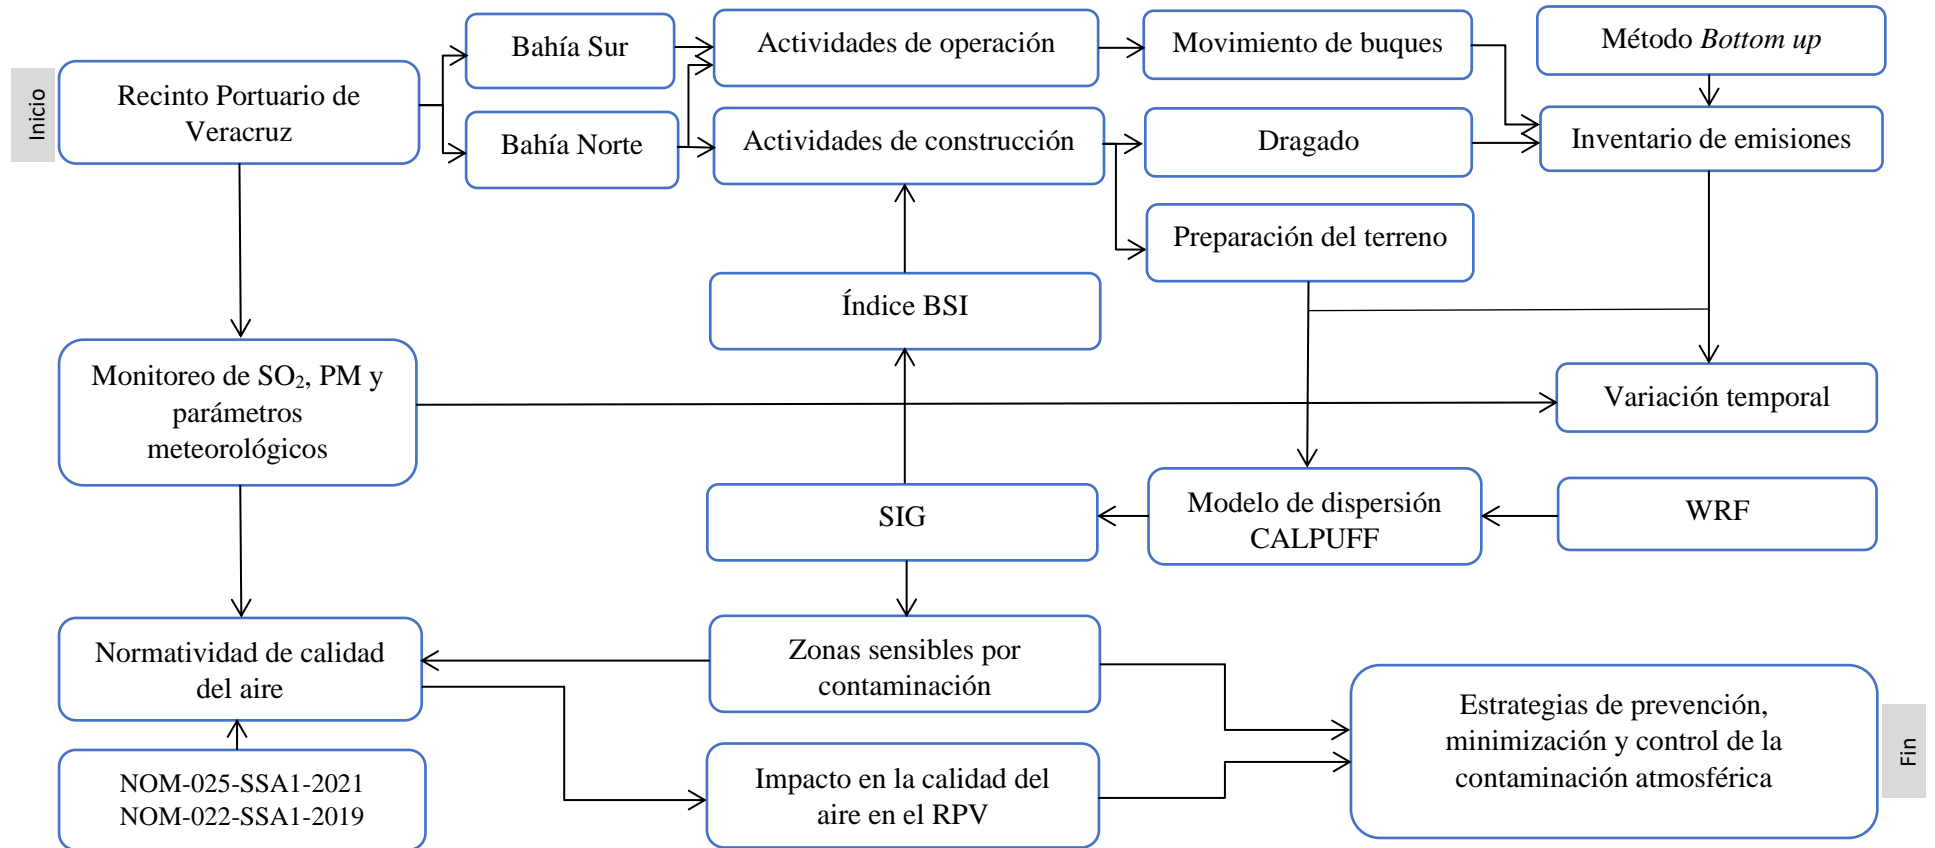 Inicio
Recinto Portuario de
Veracruz
Bahía Sur
Bahía Norte
Actividades de operación
Actividades de construcción
Movimiento de buques
Dragado
Preparación del terreno
Método Bottom up
Inventario de emisiones
Índice BSI
Monitoreo de SO₂, PM y
parámetros
meteorológicos
Variación temporal
SIG
Modelo de dispersión
CALPUFF
WRF
Normatividad de calidad
del aire
Zonas sensibles por
contaminación
NOM-025-SSA1-2021
NOM-022-SSA1-2019
Impacto en la calidad del
aire en el RPV
Estrategias de prevención,
minimización y control de la
contaminación atmosférica
Fin